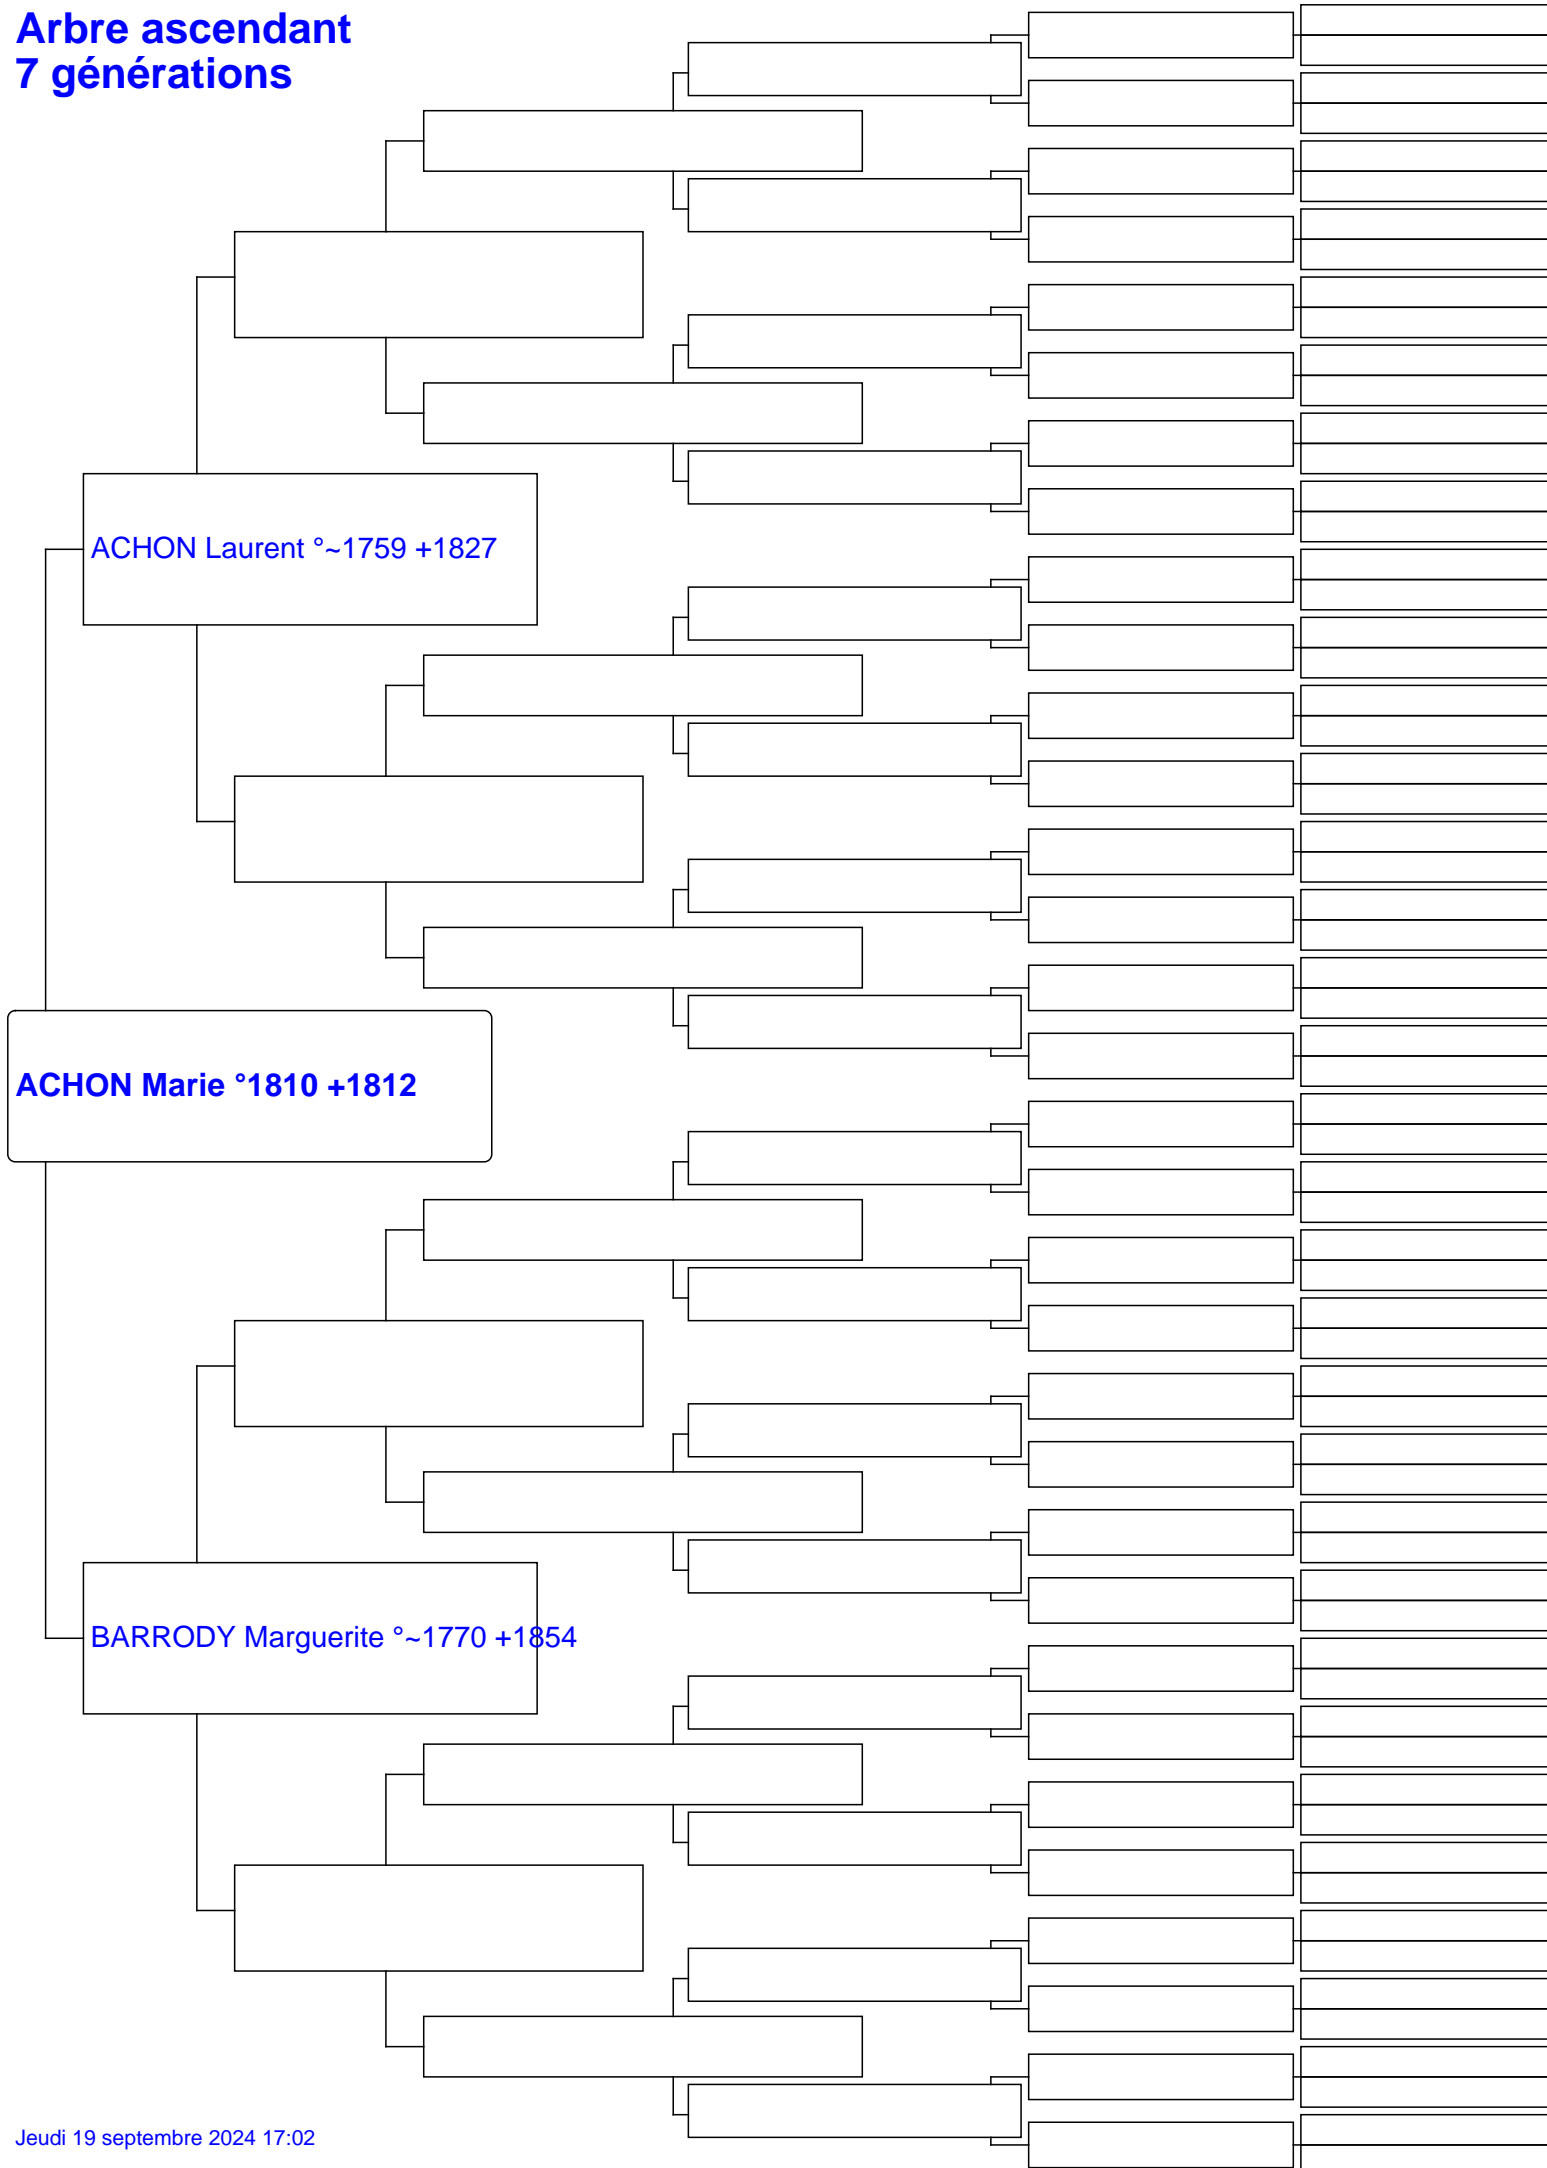 Arbre ascendant
7 générations
ACHON Laurent °~1759 +1827
ACHON Marie °1810 +1812
BARRODY Marguerite °~1770 +1854
Jeudi 19 septembre 2024 17:02